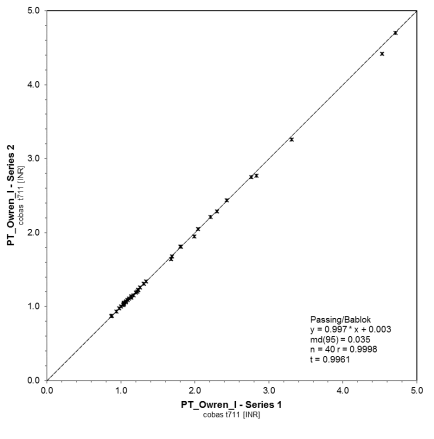 5.0
4.0
3.0
2.0
1.0
0.0
PT_Owren_I - Series 2
cobas t711 [INR]
Passing/Bablok
y = 0.997 * x + 0.003
md(95) = 0.035
n = 40 r = 0.9998
t = 0.9961
0.0 1.0 2.0 3.0 4.0 5.0
PT_Owren_I - Series 1
cobas t711 [INR]